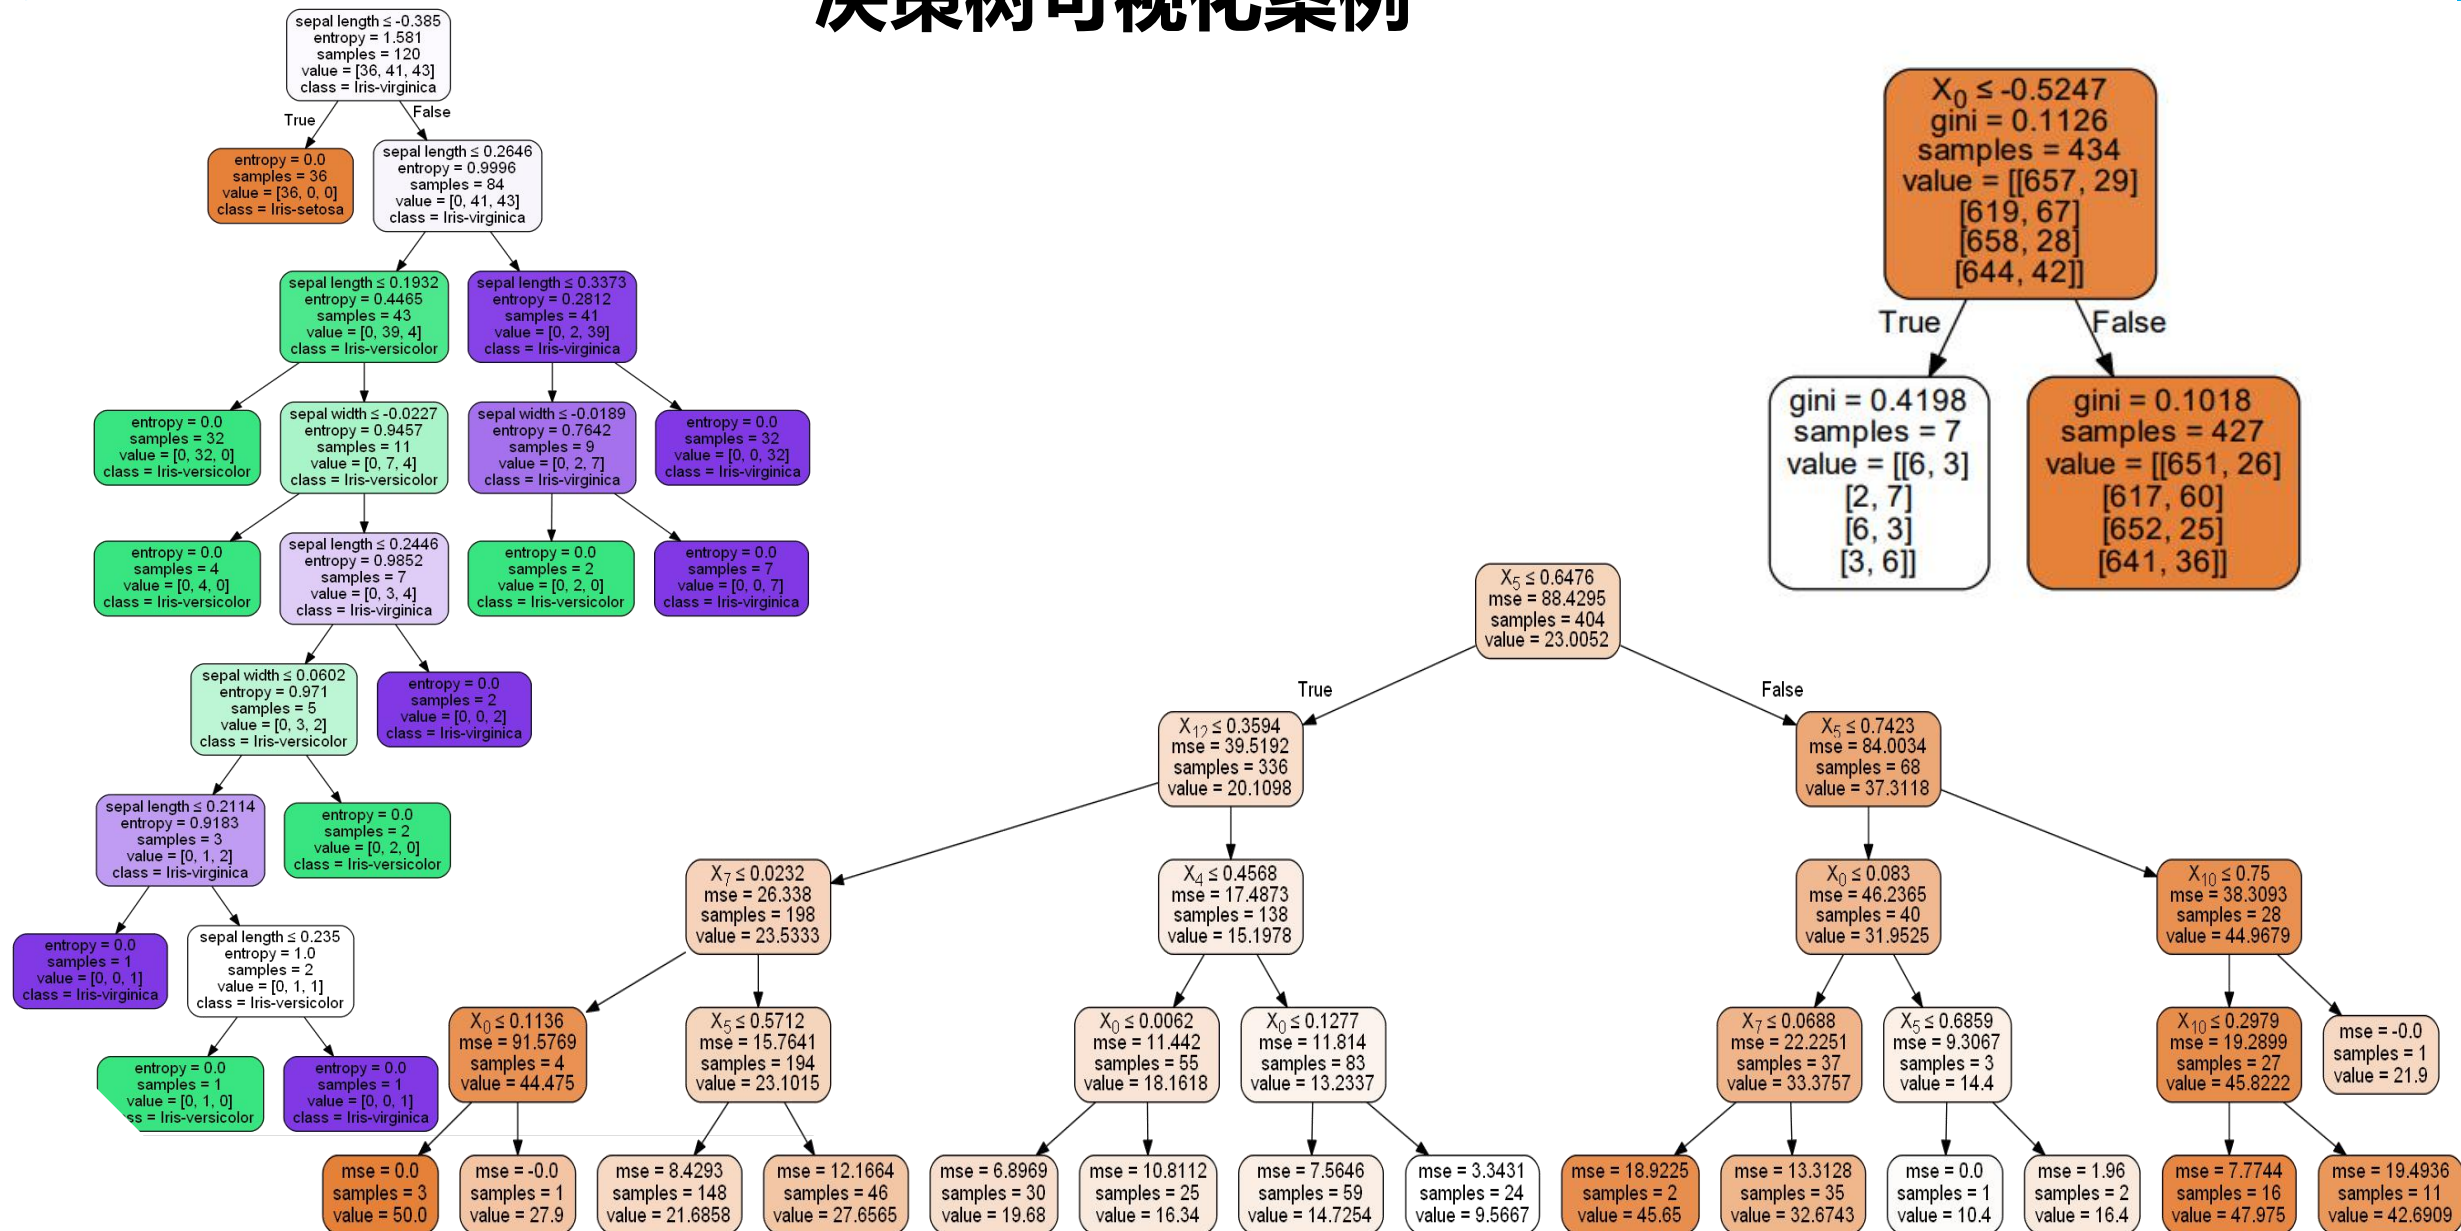 决策树可视化案例
sepal length ≤ -0.385
entropy = 1.581
samples = 120
value = [36, 41, 43]
class = Iris-virginica
True
False
entropy = 0.0
samples = 36
value = [36, 0, 0]
class = Iris-setosa
sepal length ≤ 0.2646
entropy = 0.9996
samples = 84
value = [0, 41, 43]
class = Iris-virginica
sepal length ≤ 0.1932
entropy = 0.4465
samples = 43
value = [0, 39, 4]
class = Iris-versicolor
sepal length ≤ 0.3373
entropy = 0.2812
samples = 41
value = [0, 2, 39]
class = Iris-virginica
entropy = 0.0
samples = 32
value = [0, 32, 0]
class = Iris-versicolor
sepal width ≤ -0.0227
entropy = 0.9457
samples = 11
value = [0, 7, 4]
class = Iris-versicolor
sepal width ≤ -0.0189
entropy = 0.7642
samples = 9
value = [0, 2, 7]
class = Iris-virginica
entropy = 0.0
samples = 32
value = [0, 0, 32]
class = Iris-virginica
entropy = 0.0
samples = 4
value = [0, 4, 0]
class = Iris-versicolor
sepal length ≤ 0.2446
entropy = 0.9852
samples = 7
value = [0, 3, 4]
class = Iris-virginica
entropy = 0.0
samples = 2
value = [0, 2, 0]
class = Iris-versicolor
entropy = 0.0
samples = 7
value = [0, 0, 7]
class = Iris-virginica
sepal width ≤ 0.0602
entropy = 0.971
samples = 5
value = [0, 3, 2]
class = Iris-versicolor
entropy = 0.0
samples = 2
value = [0, 0, 2]
class = Iris-virginica
sepal length ≤ 0.2114
entropy = 0.9183
samples = 3
value = [0, 1, 2]
class = Iris-virginica
entropy = 0.0
samples = 2
value = [0, 2, 0]
class = Iris-versicolor
entropy = 0.0
samples = 1
value = [0, 0, 1]
class = Iris-virginica
sepal length ≤ 0.235
entropy = 1.0
samples = 2
value = [0, 1, 1]
class = Iris-versicolor
entropy = 0.0
samples = 1
value = [0, 1, 0]
ss = Iris-versicolor
entropy = 0.0
samples = 1
value = [0, 0, 1]
class = Iris-virginica
X0 ≤ -0.5247
gini = 0.1126
samples = 434
value = [[657, 29]
[619, 67]
[658, 28]
[644, 42]]
True
False
gini = 0.4198
samples = 7
value = [[6, 3]
[2, 7]
[6, 3]
[3, 6]]
gini = 0.1018
samples = 427
value = [[651, 26]
[617, 60]
[652, 25]
[641, 36]]
X5 ≤ 0.6476
mse = 88.4295
samples = 404
value = 23.0052
True
False
X12 ≤ 0.3594
mse = 39.5192
samples = 336
value = 20.1098
X5 ≤ 0.7423
mse = 84.0034
samples = 68
value = 37.3118
X7 ≤ 0.0232
mse = 26.338
samples = 198
value = 23.5333
X4 ≤ 0.4568
mse = 17.4873
samples = 138
value = 15.1978
X0 ≤ 0.083
mse = 46.2365
samples = 40
value = 31.9525
X10 ≤ 0.75
mse = 38.3093
samples = 28
value = 44.9679
X0 ≤ 0.1136
mse = 91.5769
samples = 4
value = 44.475
X5 ≤ 0.5712
mse = 15.7641
samples = 194
value = 23.1015
X0 ≤ 0.0062
mse = 11.442
samples = 55
value = 18.1618
X0 ≤ 0.1277
mse = 11.814
samples = 83
value = 13.2337
X7 ≤ 0.0688
mse = 22.2251
samples = 37
value = 33.3757
X5 ≤ 0.6859
mse = 9.3067
samples = 3
value = 14.4
X10 ≤ 0.2979
mse = 19.2899
samples = 27
value = 45.8222
mse = -0.0
samples = 1
value = 21.9
mse = 0.0
samples = 3
value = 50.0
mse = -0.0
samples = 1
value = 27.9
mse = 8.4293
samples = 148
value = 21.6858
mse = 12.1664
samples = 46
value = 27.6565
mse = 6.8969
samples = 30
value = 19.68
mse = 10.8112
samples = 25
value = 16.34
mse = 7.5646
samples = 59
value = 14.7254
mse = 3.3431
samples = 24
value = 9.5667
mse = 18.9225
samples = 2
value = 45.65
mse = 13.3128
samples = 35
value = 32.6743
mse = 0.0
samples = 1
value = 10.4
mse = 1.96
samples = 2
value = 16.4
mse = 7.7744
samples = 16
value = 47.975
mse = 19.4936
samples = 11
value = 42.6909